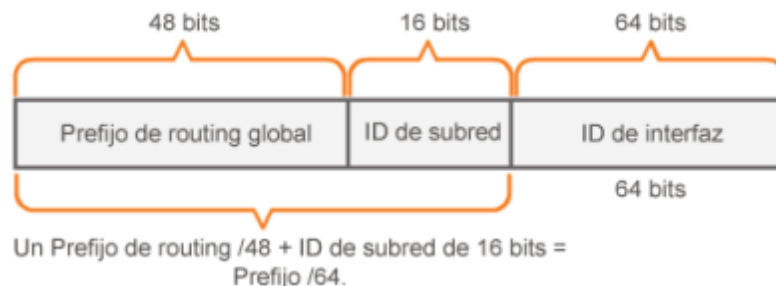 48 bits 16 bits 64 bits
Prefijo de routing global ID de subred ID de interfaz
64 bits
Un Prefijo de routing /48 + ID de subred de 16 bits =
Prefijo /64.